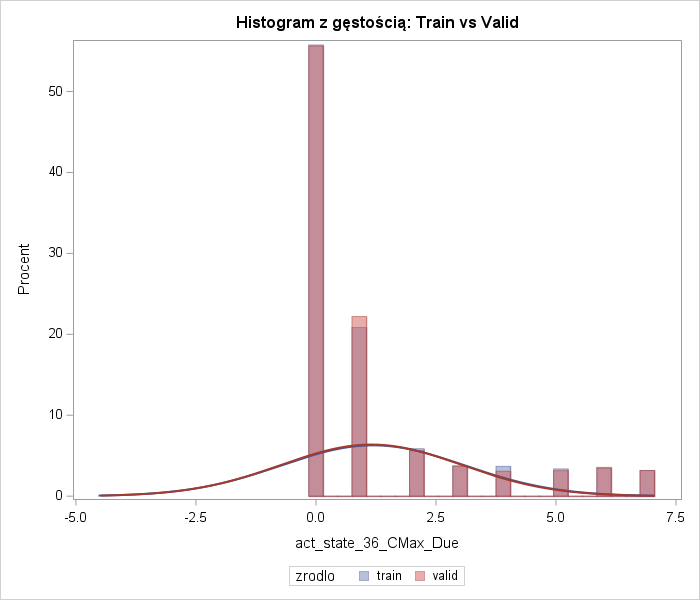 Histogram z gęstością: Train vs Valid
50
40
30
20
10
0
Procent
-5.0 -2.5 0.0 2.5 5.0 7.5
act_state_36_CMax_Due
zrodlo train valid